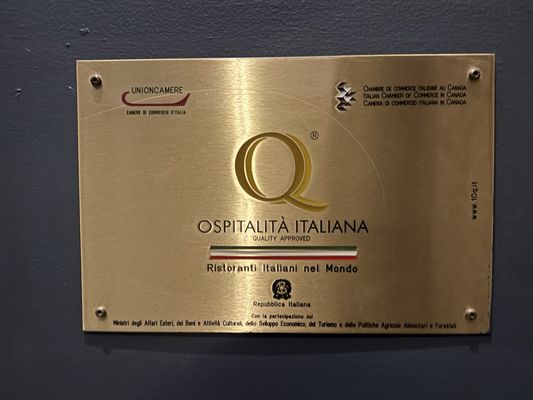 UNIONCAMERE
CAMERE DI COMMERCIO D'ITALIA
CHAMBRE DE COMMERCE ITALIENNE AU CANADA
ITALIAN CHAMBER OF COMMERCE IN CANADA
CAMERA DI COMMERCIO ITALIANA IN CANADA
Q®
OSPITALITÀ ITALIANA
QUALITY APPROVED
Ristoranti Italiani nel Mondo
www.10q.it
Repubblica Italiana
Con la partecipazione dei
Ministri degli Affari Esteri, dei Beni e Attività Culturali, dello Sviluppo Economico, del Turismo e delle Politiche Agricole Alimentari e Forestali